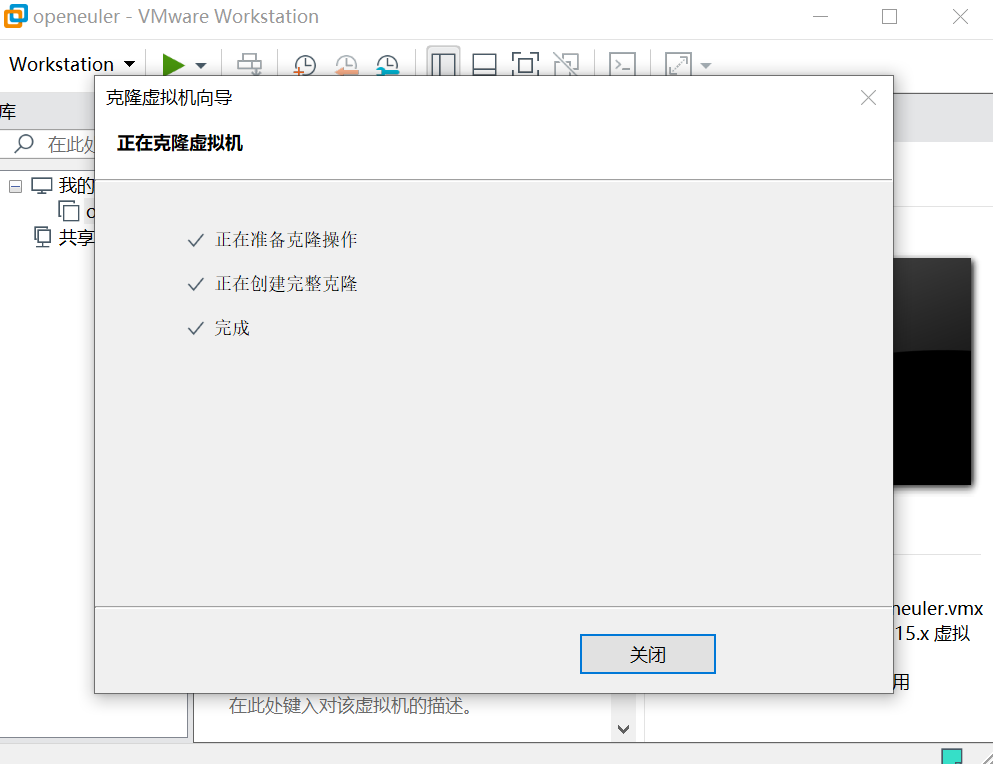 openeuler - VMware Workstation
Workstation
克隆虚拟机向导
库
正在克隆虚拟机
在此处
我的
共享
正在准备克隆操作
正在创建完整克隆
完成
neuler.vmx
15.x 虚拟
关闭
用
在此处键入对该虚拟机的描述。